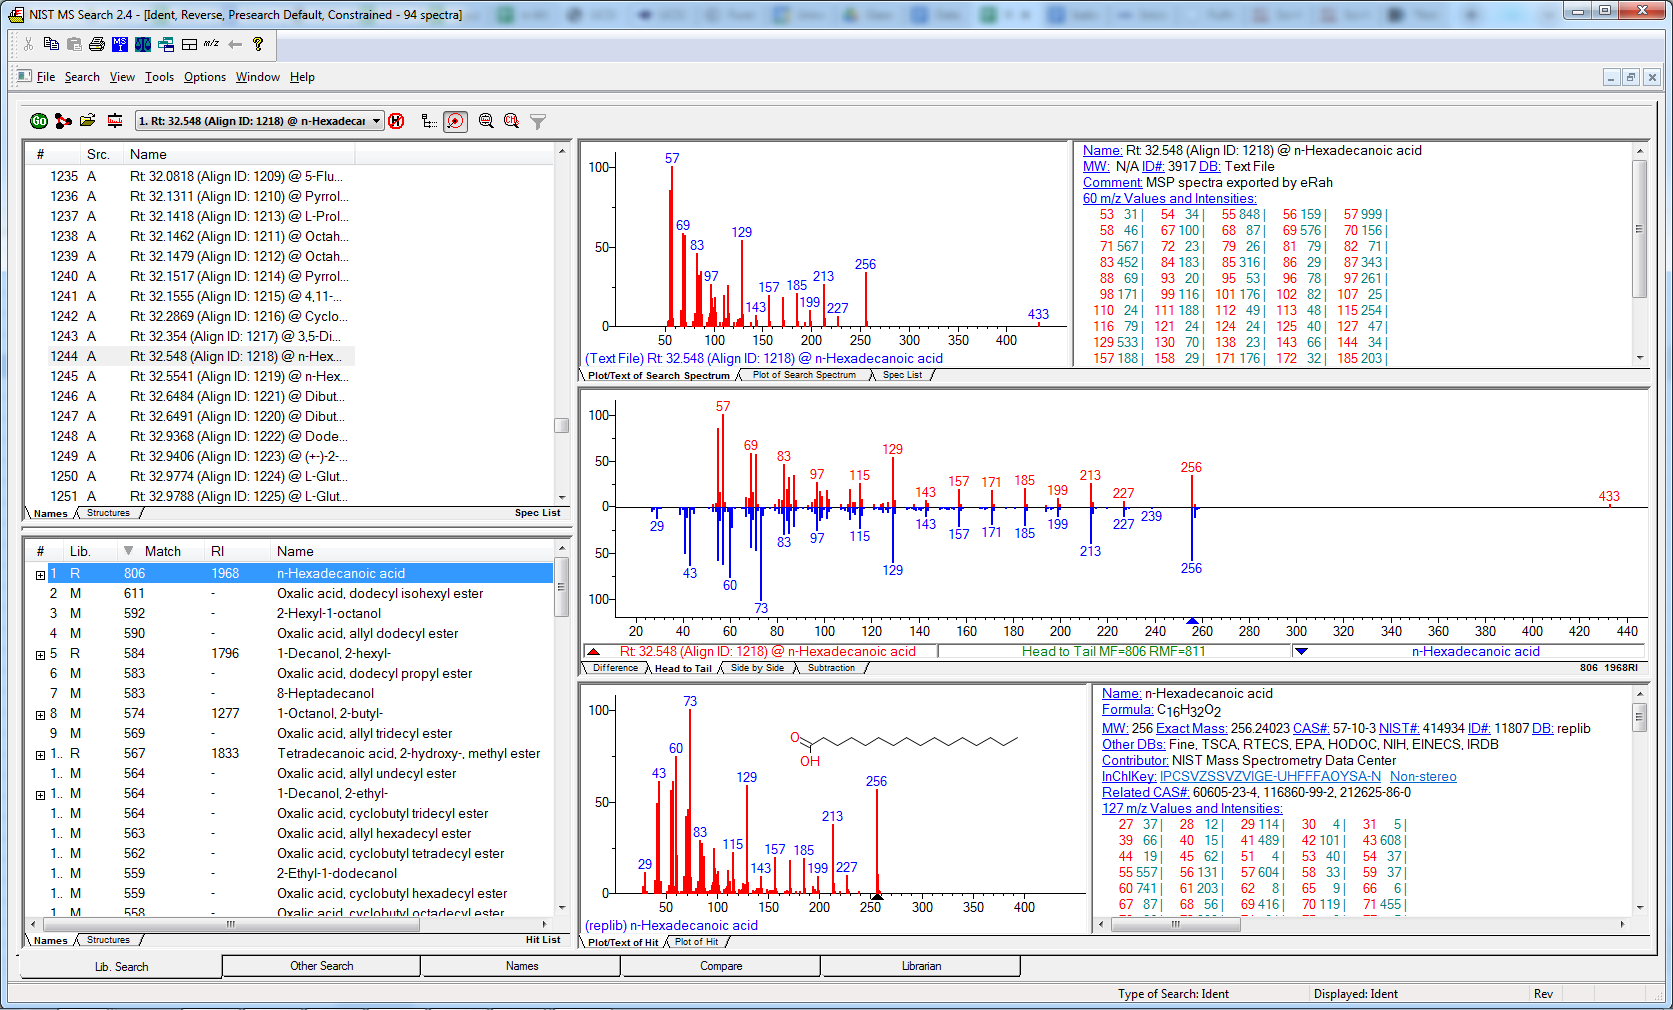 NIST MS Search 2.4 - [Ident, Reverse, Presearch Default, Constrained - 94 spectra]
File Search View Tools Options Window Help
1. Rt: 32.548 (Align ID: 1218) @ n-Hexadecar
# Src. Name
1235 A Rt: 32.0818 (Align ID: 1209) @ 5-Flu...
1236 A Rt: 32.1311 (Align ID: 1210) @ Pyrrol...
1237 A Rt: 32.1418 (Align ID: 1213) @ L-Prol...
1238 A Rt: 32.1462 (Align ID: 1211) @ Octah...
1239 A Rt: 32.1479 (Align ID: 1212) @ Octah...
1240 A Rt: 32.1517 (Align ID: 1214) @ Pyrrol...
1241 A Rt: 32.1555 (Align ID: 1215) @ 4,11-...
1242 A Rt: 32.2869 (Align ID: 1216) @ Cyclo...
1243 A Rt: 32.354 (Align ID: 1217) @ 3,5-Di...
1244 A Rt: 32.548 (Align ID: 1218) @ n-Hex...
1245 A Rt: 32.5541 (Align ID: 1219) @ n-Hex...
1246 A Rt: 32.6484 (Align ID: 1221) @ Dibut...
1247 A Rt: 32.6491 (Align ID: 1220) @ Dibut...
1248 A Rt: 32.9368 (Align ID: 1222) @ Dode...
1249 A Rt: 32.9406 (Align ID: 1223) @ (+-)-2-...
1250 A Rt: 32.9774 (Align ID: 1224) @ L-Glut...
1251 A Rt: 32.9788 (Align ID: 1225) @ L-Glut...
Names Structures Spec List
# Lib. Match RI Name
1 R 806 1968 n-Hexadecanoic acid
2 M 611 - Oxalic acid, dodecyl isohexyl ester
3 M 592 - 2-Hexyl-1-octanol
4 M 590 - Oxalic acid, allyl dodecyl ester
5 R 584 1796 1-Decanol, 2-hexyl-
6 M 583 - Oxalic acid, dodecyl propyl ester
7 M 583 - 8-Heptadecanol
8 M 574 1277 1-Octanol, 2-butyl-
9 M 569 - Oxalic acid, allyl tridecyl ester
1.. R 567 1833 Tetradecanoic acid, 2-hydroxy-, methyl ester
1.. M 564 - Oxalic acid, allyl undecyl ester
1.. M 564 - 1-Decanol, 2-ethyl-
1.. M 564 - Oxalic acid, cyclobutyl tridecyl ester
1.. M 563 - Oxalic acid, allyl hexadecyl ester
1.. M 562 - Oxalic acid, cyclobutyl tetradecyl ester
1.. M 559 - 2-Ethyl-1-dodecanol
1.. M 559 - Oxalic acid, cyclobutyl hexadecyl ester
1.. M 558 - Oxalic acid, cyclobutyl octadecyl ester
Names Structures Hit List
100
50
0
57
69
83
97
129
143
157
185
199
213
227
256
433
50 100 150 200 250 300 350 400
(Text File) Rt: 32.548 (Align ID: 1218) @ n-Hexadecanoic acid
Plot/Text of Search Spectrum Plot of Search Spectrum Spec List
Name: Rt: 32.548 (Align ID: 1218) @ n-Hexadecanoic acid
MW: N/A ID#: 3917 DB: Text File
Comment: MSP spectra exported by eRah
60 m/z Values and Intensities:
53 31 | 54 34 | 55 848 | 56 159 | 57 999 |
58 46 | 67 100 | 68 87 | 69 576 | 70 156 |
71 567 | 72 23 | 79 26 | 81 79 | 82 71 |
83 452 | 84 183 | 85 316 | 86 29 | 87 343 |
88 69 | 93 20 | 95 53 | 96 78 | 97 261 |
98 171 | 99 116 | 101 176 | 102 82 | 107 25 |
110 24 | 111 188 | 112 49 | 113 48 | 115 254 |
116 79 | 121 24 | 124 24 | 125 40 | 127 47 |
129 533 | 130 70 | 138 23 | 143 66 | 144 34 |
157 188 | 158 29 | 171 176 | 172 32 | 185 203 |
100
50
0
50
100
57 69 83 97 115 129 143 157 171 185 199 213 227 256 433
29 43 60 73 83 97 115 129 143 157 171 185 199 213 227 239 256
20 40 60 80 100 120 140 160 180 200 220 240 260 280 300 320 340 360 380 400 420 440
Rt: 32.548 (Align ID: 1218) @ n-Hexadecanoic acid Head to Tail MF=806 RMF=811 n-Hexadecanoic acid
Difference Head to Tail Side by Side Subtraction 806 1968RI
100
50
0
29 43 60 73 83 115 129 143 157 185 199 213 227 256
O
OH
50 100 150 200 250 300 350 400
(replib) n-Hexadecanoic acid
Plot/Text of Hit Plot of Hit
Name: n-Hexadecanoic acid
Formula: C16H32O2
MW: 256 Exact Mass: 256.24023 CAS#: 57-10-3 NIST#: 414934 ID#: 11807 DB: replib
Other DBs: Fine, TSCA, RTECS, EPA, HODOC, NIH, EINECS, IRDB
Contributor: NIST Mass Spectrometry Data Center
InChIKey: IPCSVZSSVZVIGE-UHFFFAOYSA-N Non-stereo
Related CAS#: 60605-23-4, 116860-99-2, 212625-86-0
127 m/z Values and Intensities:
27 37 | 28 12 | 29 114 | 30 4 | 31 5 |
39 66 | 40 15 | 41 489 | 42 101 | 43 608 |
44 19 | 45 62 | 51 4 | 53 40 | 54 37 |
55 557 | 56 131 | 57 604 | 58 33 | 59 37 |
60 741 | 61 203 | 62 8 | 65 9 | 66 6 |
67 87 | 68 56 | 69 416 | 70 119 | 71 455 |
Lib. Search Other Search Names Compare Librarian
Type of Search: Ident Displayed: Ident Rev